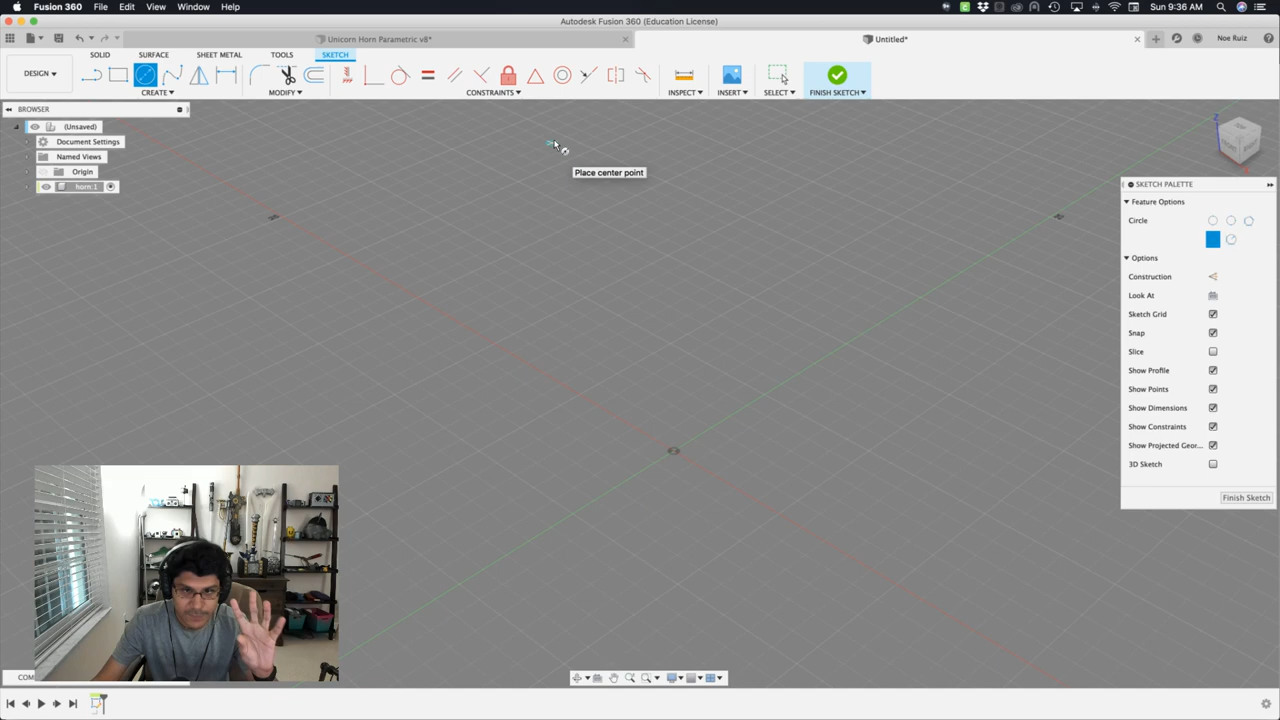 Fusion 360 File Edit View Window Help
Sun 9:36 AM
Autodesk Fusion 360 (Education License)
Unicorn Horn Parametric v8*
Untitled*
Noe Ruiz
SOLID SURFACE SHEET METAL TOOLS SKETCH
DESIGN
CREATE MODIFY CONSTRAINTS INSPECT INSERT SELECT FINISH SKETCH
BROWSER
(Unsaved)
Document Settings
Named Views
Origin
horn:1
Place center point
SKETCH PALETTE
Feature Options
Circle
Options
Construction
Look At
Sketch Grid
Snap
Slice
Show Profile
Show Points
Show Dimensions
Show Constraints
Show Projected Geor...
3D Sketch
Finish Sketch
COM